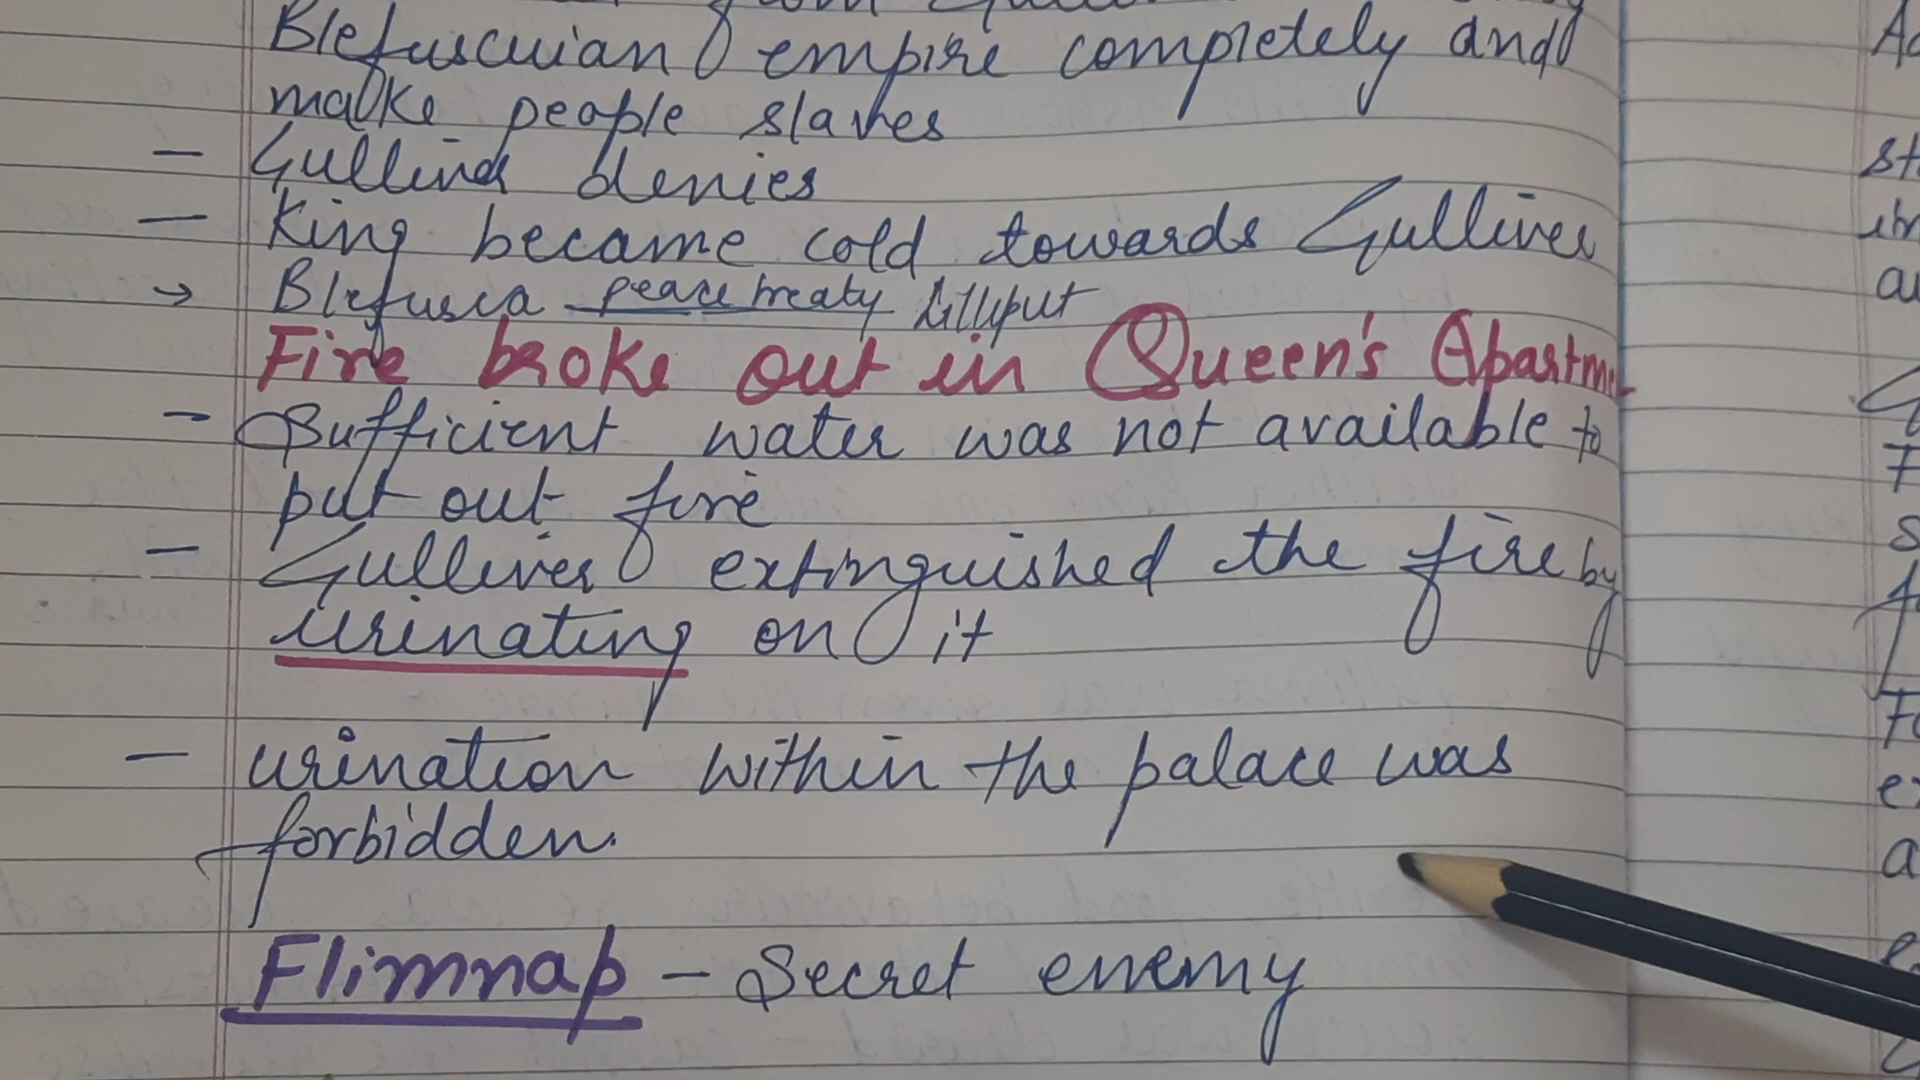 Blefuscuian empire completely and
make people slaves
- Gulliver denies
- King became cold towards Gulliver
→ Blefusca peace treaty Lilliput
Fire broke out in Queen's Apartm
- Sufficient water was not available to
put out fire
- Gulliver extinguished the fire by
urinating on it
- urination within the palace was
forbidden.
Flimnap - Secret enemy